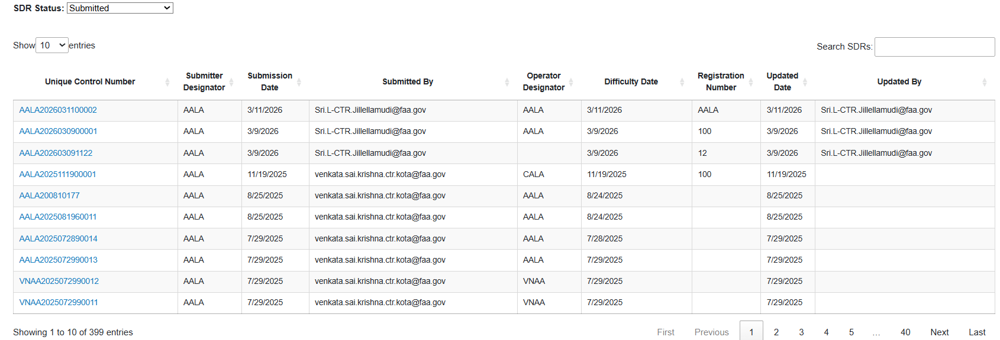 SDR Status: Submitted
Show 10 entries Search SDRs:
Unique Control Number Submitter Designator Submission Date Submitted By Operator Designator Difficulty Date Registration Number Updated Date Updated By
AALA2026031100002 AALA 3/11/2026 Sri.L-CTR.Jillellamudi@faa.gov AALA 3/11/2026 AALA 3/11/2026 Sri.L-CTR.Jillellamudi@faa.gov
AALA2026030900001 AALA 3/9/2026 Sri.L-CTR.Jillellamudi@faa.gov AALA 3/9/2026 100 3/9/2026 Sri.L-CTR.Jillellamudi@faa.gov
AALA202603091122 AALA 3/9/2026 Sri.L-CTR.Jillellamudi@faa.gov 3/9/2026 12 3/9/2026 Sri.L-CTR.Jillellamudi@faa.gov
AALA2025111900001 AALA 11/19/2025 venkata.sai.krishna.ctr.kota@faa.gov CALA 11/19/2025 100 11/19/2025
AALA200810177 AALA 8/25/2025 venkata.sai.krishna.ctr.kota@faa.gov AALA 8/24/2025 8/25/2025
AALA2025081960011 AALA 8/25/2025 venkata.sai.krishna.ctr.kota@faa.gov AALA 8/24/2025 8/25/2025
AALA2025072890014 AALA 7/29/2025 venkata.sai.krishna.ctr.kota@faa.gov AALA 7/28/2025 7/29/2025
AALA2025072990013 AALA 7/29/2025 venkata.sai.krishna.ctr.kota@faa.gov AALA 7/29/2025 7/29/2025
VNAA2025072990012 AALA 7/29/2025 venkata.sai.krishna.ctr.kota@faa.gov VNAA 7/29/2025 7/29/2025
VNAA2025072990011 AALA 7/29/2025 venkata.sai.krishna.ctr.kota@faa.gov VNAA 7/29/2025 7/29/2025
Showing 1 to 10 of 399 entries First Previous 1 2 3 4 5 … 40 Next Last